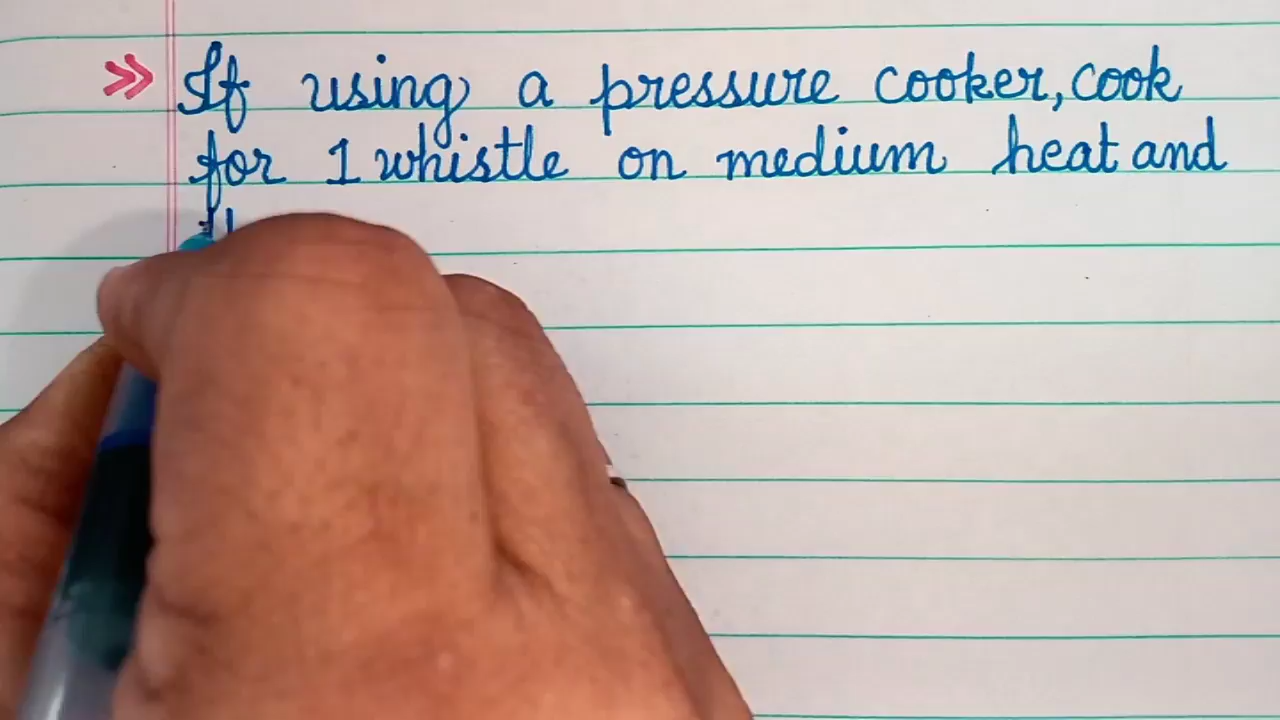 » If using a pressure cooker, cook
for 1 whistle on medium heat and